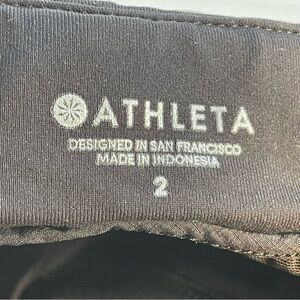 ATHLETA
DESIGNED IN SAN FRANCISCO
MADE IN INDONESIA
2